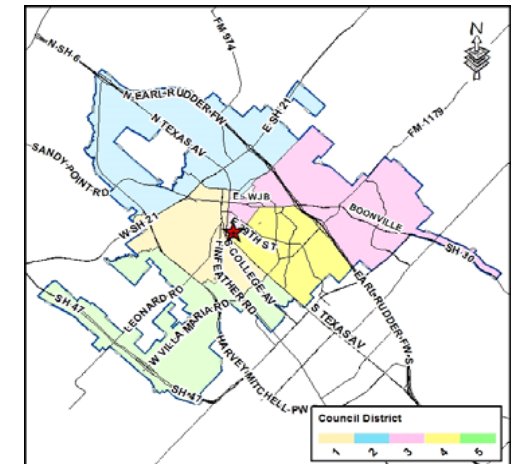 FM 974
N
N-SH-6
N-EARL-RUDDER-FW
E SH 21
N TEXAS AV
FM-1179
SANDY-POINT-RD
E WJB
BOONVILLE
W-SH 21
E 29TH ST
SH-30
S COLLEGE AV
FINFEATHER RD
EARL-RUDDER-FW-S
LEONARD RD
SH 47
W VILLA MARIA RD
S TEXAS AV
HARVEY-MITCHELL-PW
SH-47
Council District
1 2 3 4 5